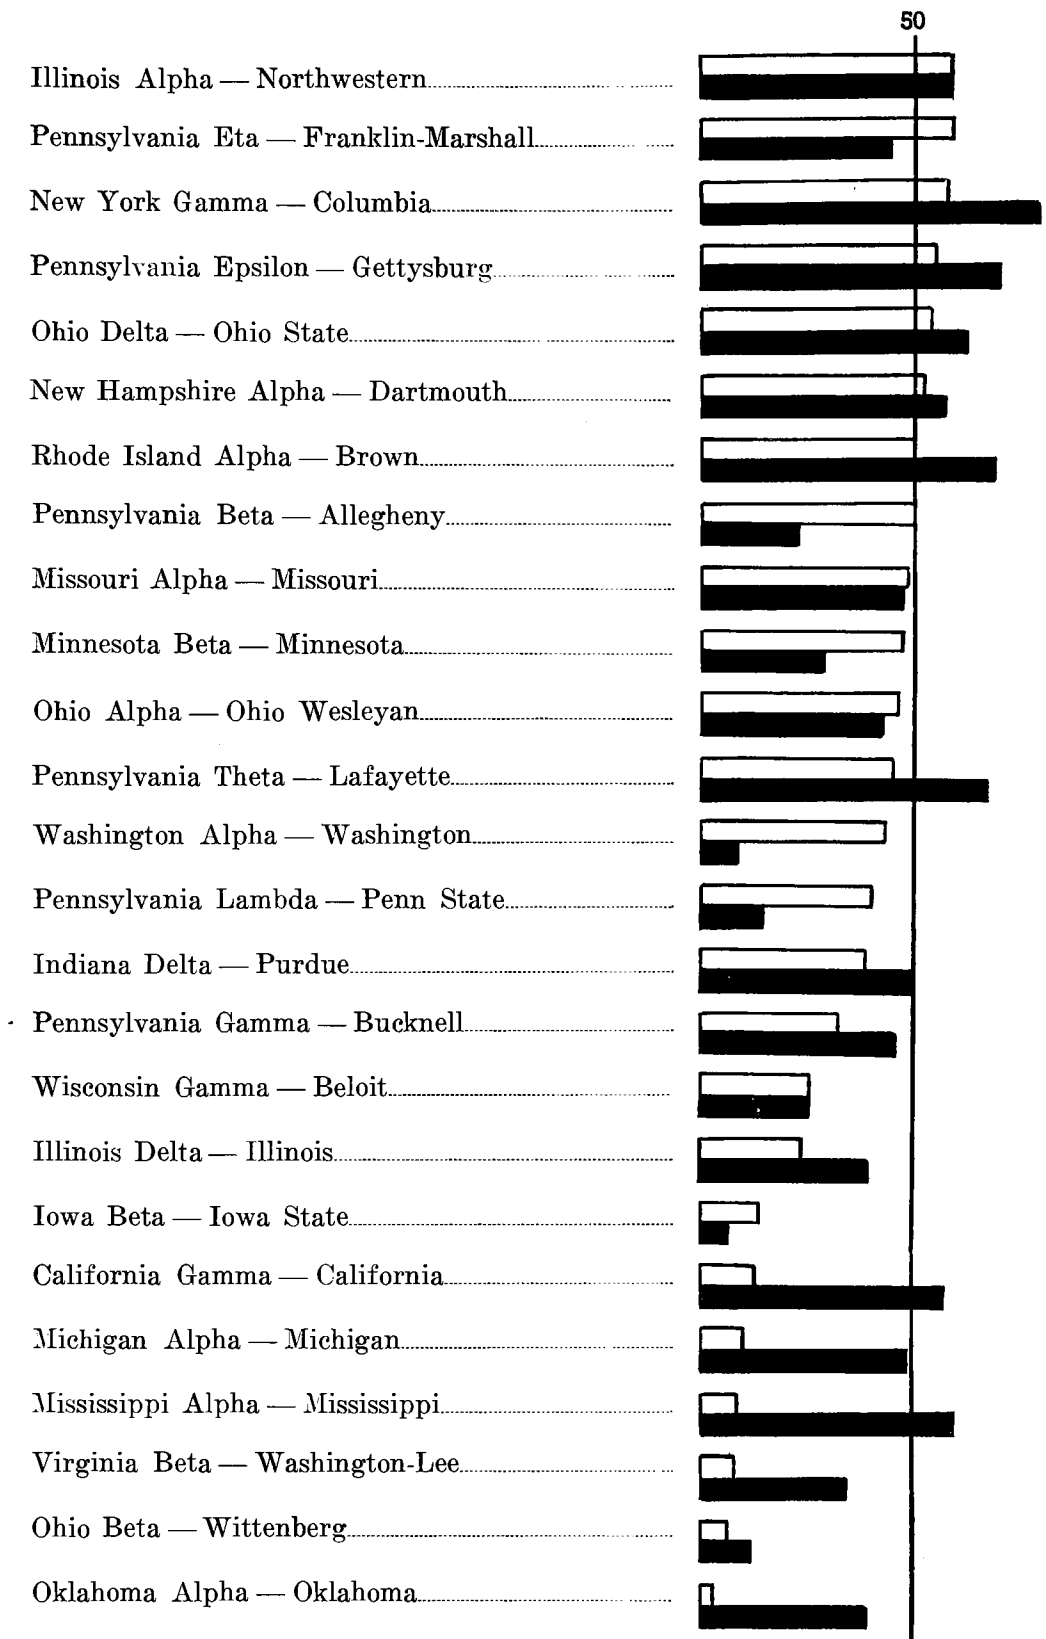 50
Illinois Alpha — Northwestern
Pennsylvania Eta — Franklin-Marshall
New York Gamma — Columbia
Pennsylvania Epsilon — Gettysburg
Ohio Delta — Ohio State
New Hampshire Alpha — Dartmouth
Rhode Island Alpha — Brown
Pennsylvania Beta — Allegheny
Missouri Alpha — Missouri
Minnesota Beta — Minnesota
Ohio Alpha — Ohio Wesleyan
Pennsylvania Theta — Lafayette
Washington Alpha — Washington
Pennsylvania Lambda — Penn State
Indiana Delta — Purdue
Pennsylvania Gamma — Bucknell
Wisconsin Gamma — Beloit
Illinois Delta — Illinois
Iowa Beta — Iowa State
California Gamma — California
Michigan Alpha — Michigan
Mississippi Alpha — Mississippi
Virginia Beta — Washington-Lee
Ohio Beta — Wittenberg
Oklahoma Alpha — Oklahoma